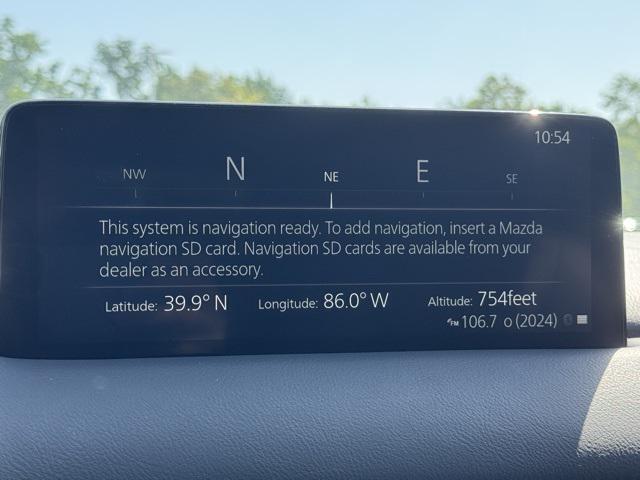 10:54
NW N NE E SE
This system is navigation ready. To add navigation, insert a Mazda
navigation SD card. Navigation SD cards are available from your
dealer as an accessory.
Latitude: 39.9° N Longitude: 86.0° W Altitude: 754feet
FM 106.7 o (2024)